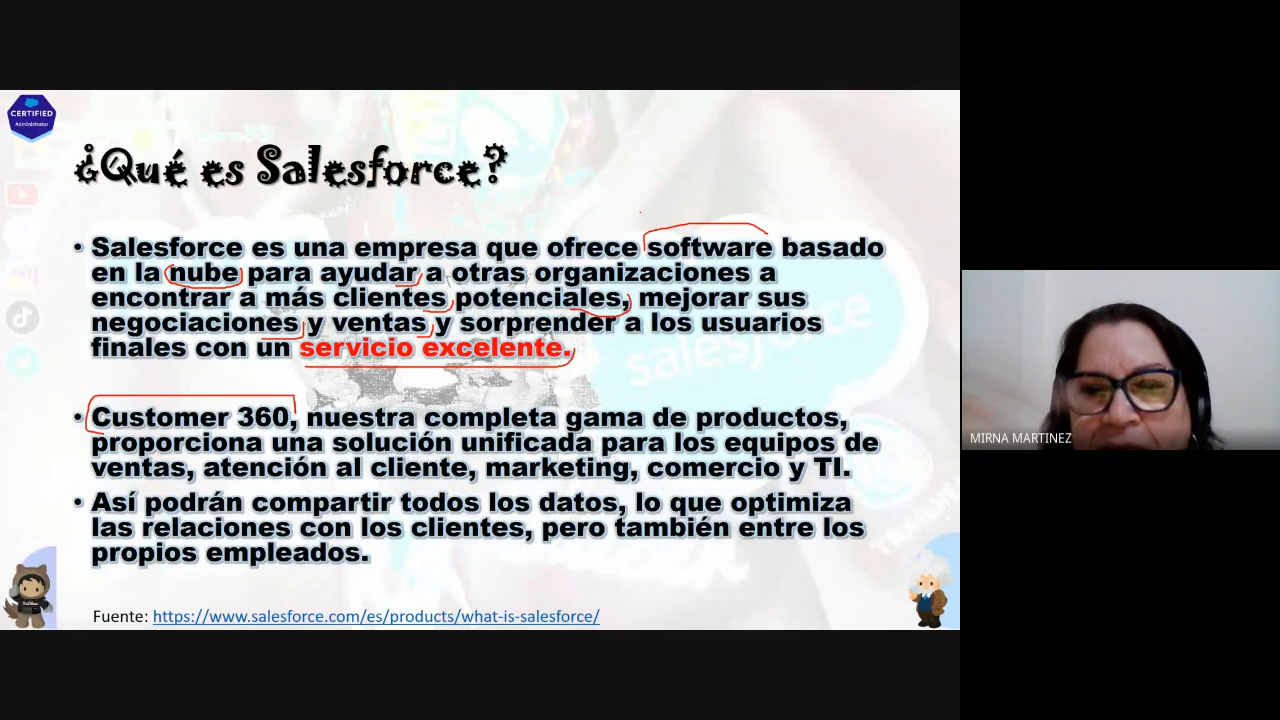 CERTIFIED
Administrator
¿Qué es Salesforce?
• Salesforce es una empresa que ofrece software basado
en la nube para ayudar a otras organizaciones a
encontrar a más clientes potenciales, mejorar sus
negociaciones y ventas y sorprender a los usuarios
finales con un servicio excelente.
• Customer 360, nuestra completa gama de productos,
proporciona una solución unificada para los equipos de
ventas, atención al cliente, marketing, comercio y TI.
• Así podrán compartir todos los datos, lo que optimiza
las relaciones con los clientes, pero también entre los
propios empleados.
Fuente: https://www.salesforce.com/es/products/what-is-salesforce/
salesforce
MIRNA MARTINEZ